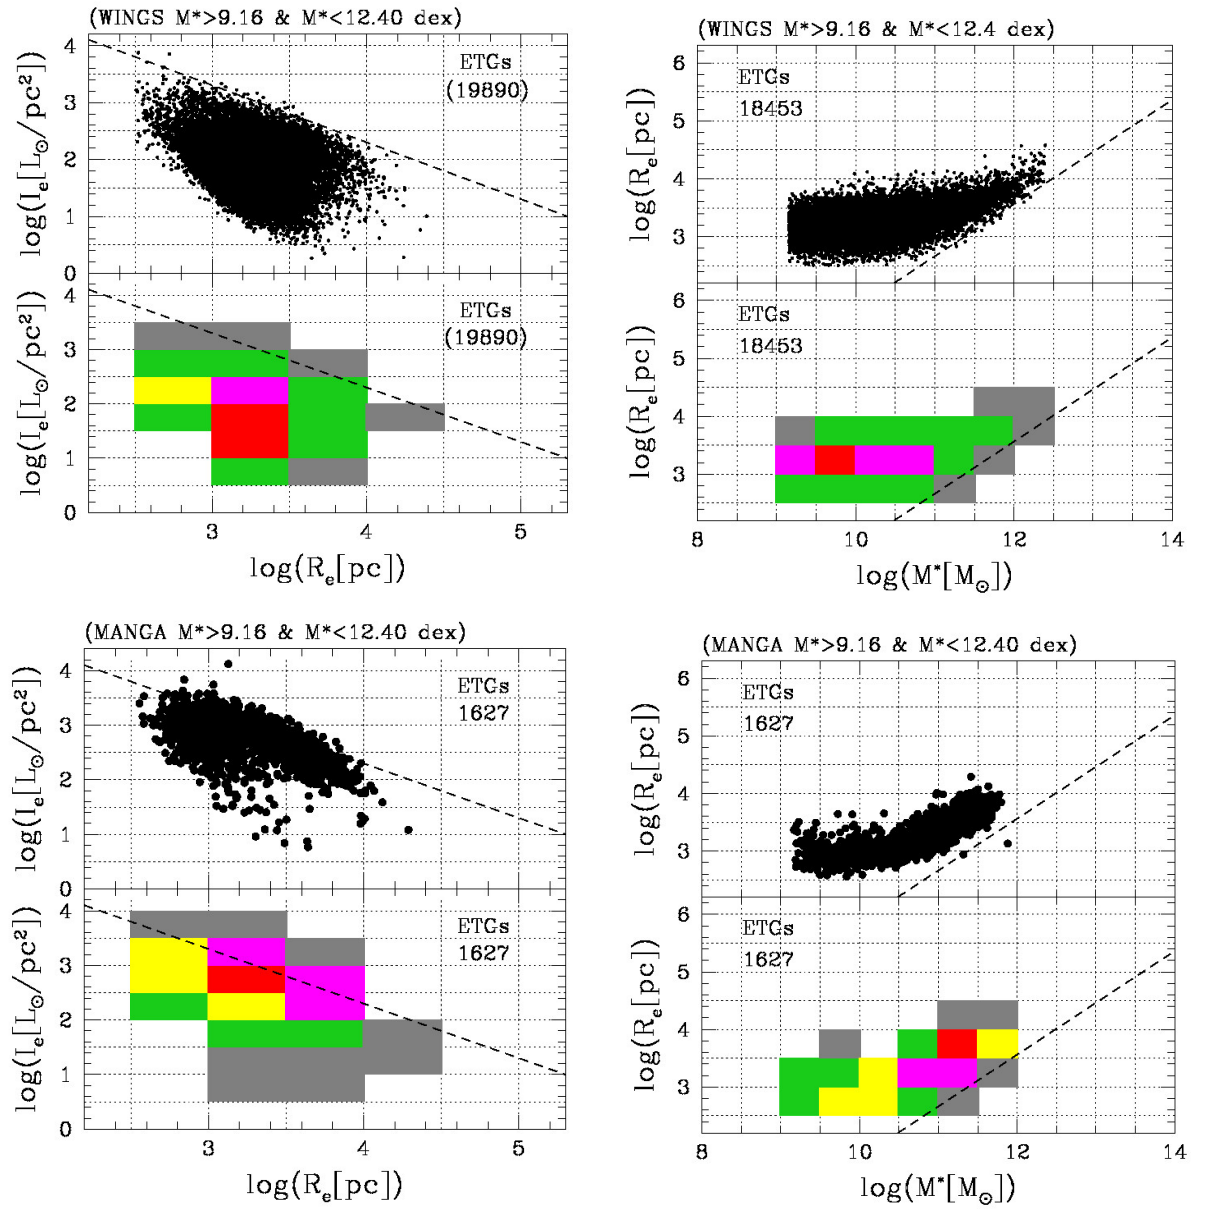 (WINGS M*>9.16 & M*<12.40 dex)
4
3
2
1
0
log(I_e[L_⊙/pc²])
ETGs
(19890)
4
3
2
1
0
log(I_e[L_⊙/pc²])
ETGs
(19890)
3
4
5
log(R_e[pc])
(WINGS M*>9.16 & M*<12.4 dex)
6
5
4
3
log(R_e[pc])
ETGs
18453
6
5
4
3
log(R_e[pc])
ETGs
18453
8
10
12
14
log(M*[M_⊙])
(MANGA M*>9.16 & M*<12.40 dex)
4
3
2
1
0
log(I_e[L_⊙/pc²])
ETGs
1627
4
3
2
1
0
log(I_e[L_⊙/pc²])
ETGs
1627
3
4
5
log(R_e[pc])
(MANGA M*>9.16 & M*<12.40 dex)
6
5
4
3
log(R_e[pc])
ETGs
1627
6
5
4
3
log(R_e[pc])
ETGs
1627
8
10
12
14
log(M*[M_⊙])